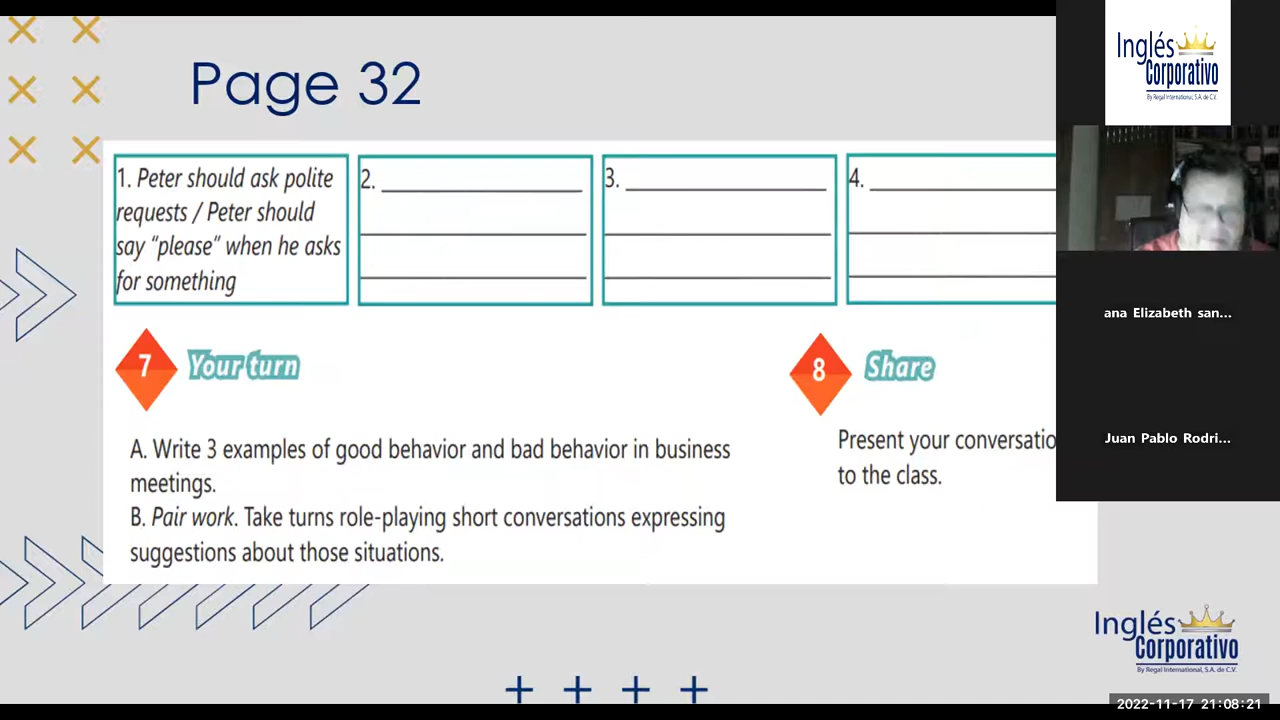 Page 32
1. Peter should ask polite
requests / Peter should
say “please” when he asks
for something
2.
3.
4.
7
Your turn
A. Write 3 examples of good behavior and bad behavior in business
meetings.
B. Pair work. Take turns role-playing short conversations expressing
suggestions about those situations.
8
Share
Present your conversatio
to the class.
Inglés
Corporativo
By Regal International, S.A. de C.V.
ana Elizabeth san...
Juan Pablo Rodri...
Inglés
Corporativo
By Regal International, S.A. de C.V.
2022-11-17 21:08:21